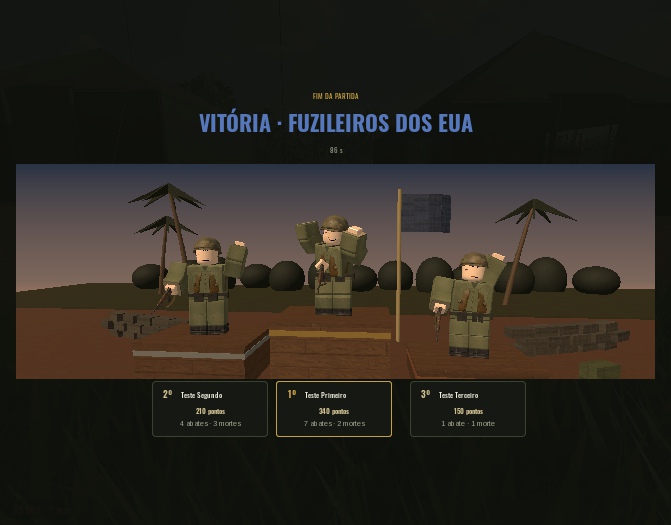 FIM DA PARTIDA
VITÓRIA · FUZILEIROS DOS EUA
86 s
2º Teste Segundo
210 pontos
4 abates · 3 mortes
1º Teste Primeiro
340 pontos
7 abates · 2 mortes
3º Teste Terceiro
150 pontos
1 abate · 1 morte